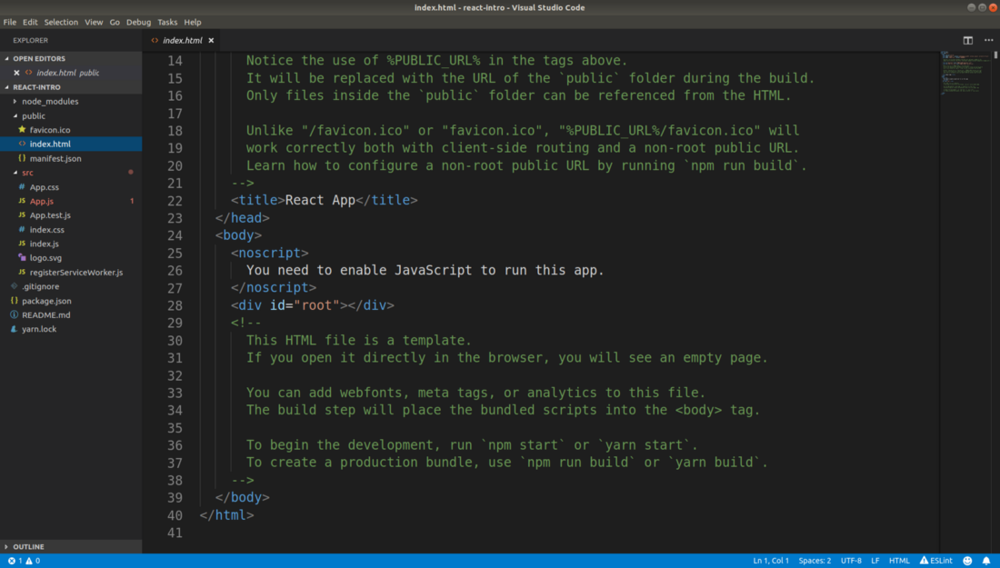 index.html - react-intro - Visual Studio Code
File Edit Selection View Go Debug Tasks Help
EXPLORER
OPEN EDITORS
index.html public
REACT-INTRO
node_modules
public
favicon.ico
index.html
manifest.json
src
App.css
JS App.js 1
JS App.test.js
index.css
JS index.js
logo.svg
JS registerServiceWorker.js
.gitignore
package.json
README.md
yarn.lock
OUTLINE
index.html
14 Notice the use of %PUBLIC_URL% in the tags above.
15 It will be replaced with the URL of the `public` folder during the build.
16 Only files inside the `public` folder can be referenced from the HTML.
17
18 Unlike "/favicon.ico" or "favicon.ico", "%PUBLIC_URL%/favicon.ico" will
19 work correctly both with client-side routing and a non-root public URL.
20 Learn how to configure a non-root public URL by running `npm run build`.
21 -->
22 <title>React App</title>
23 </head>
24 <body>
25 <noscript>
26 You need to enable JavaScript to run this app.
27 </noscript>
28 <div id="root"></div>
29 <!--
30 This HTML file is a template.
31 If you open it directly in the browser, you will see an empty page.
32
33 You can add webfonts, meta tags, or analytics to this file.
34 The build step will place the bundled scripts into the <body> tag.
35
36 To begin the development, run `npm start` or `yarn start`.
37 To create a production bundle, use `npm run build` or `yarn build`.
38 -->
39 </body>
40 </html>
41
1 0 Ln 1, Col 1 Spaces: 2 UTF-8 LF HTML ESLint